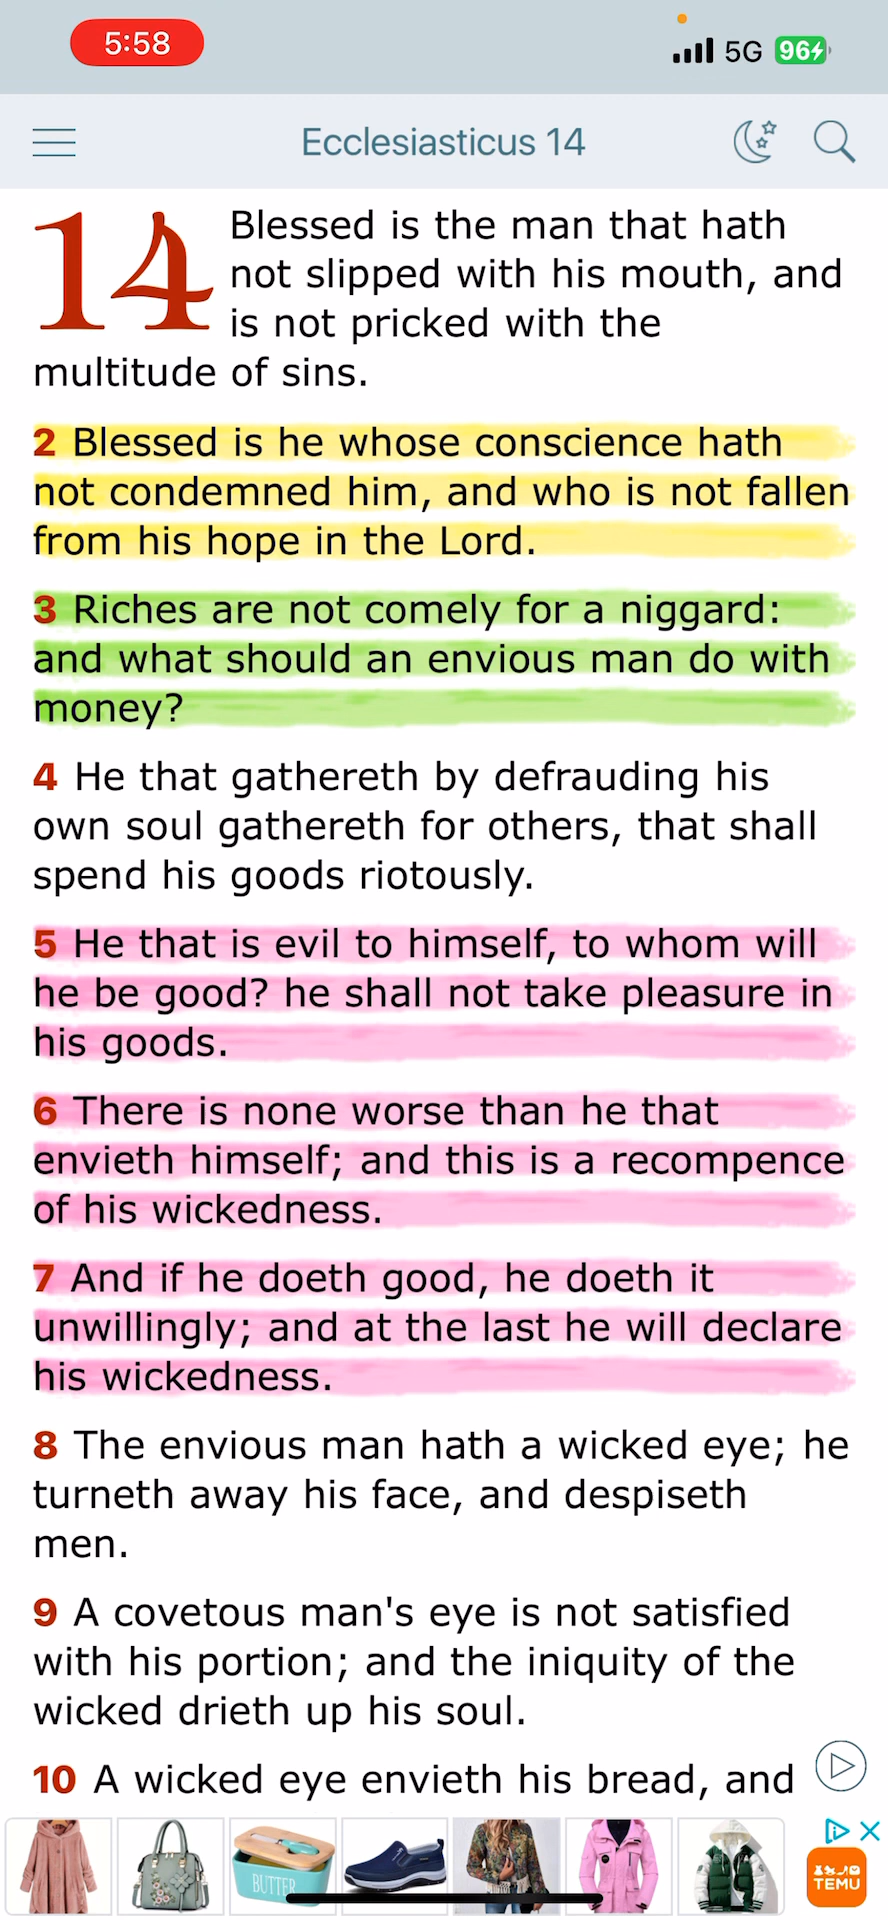 5:58
5G 96
Ecclesiasticus 14
14 Blessed is the man that hath
not slipped with his mouth, and
is not pricked with the
multitude of sins.
2 Blessed is he whose conscience hath
not condemned him, and who is not fallen
from his hope in the Lord.
3 Riches are not comely for a niggard:
and what should an envious man do with
money?
4 He that gathereth by defrauding his
own soul gathereth for others, that shall
spend his goods riotously.
5 He that is evil to himself, to whom will
he be good? he shall not take pleasure in
his goods.
6 There is none worse than he that
envieth himself; and this is a recompence
of his wickedness.
7 And if he doeth good, he doeth it
unwillingly; and at the last he will declare
his wickedness.
8 The envious man hath a wicked eye; he
turneth away his face, and despiseth
men.
9 A covetous man's eye is not satisfied
with his portion; and the iniquity of the
wicked drieth up his soul.
10 A wicked eye envieth his bread, and
BUTTER
TEMU